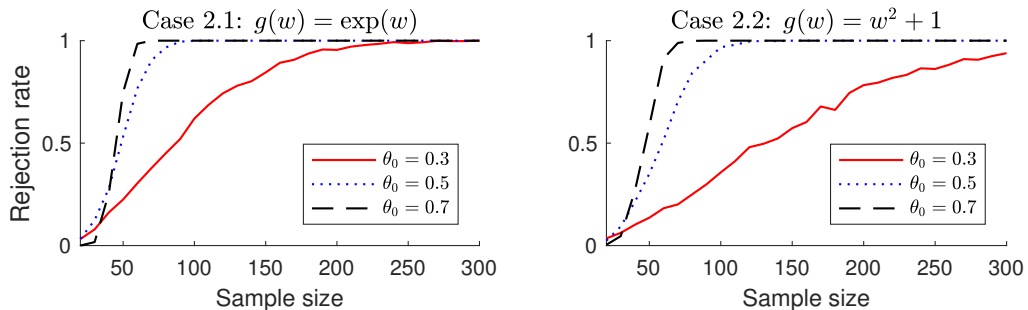 Case 2.1: g(w) = exp(w)
Rejection rate
1
0.5
0
50 100 150 200 250 300
Sample size
θ₀ = 0.3
θ₀ = 0.5
θ₀ = 0.7
Case 2.2: g(w) = w² + 1
1
0.5
0
50 100 150 200 250 300
Sample size
θ₀ = 0.3
θ₀ = 0.5
θ₀ = 0.7